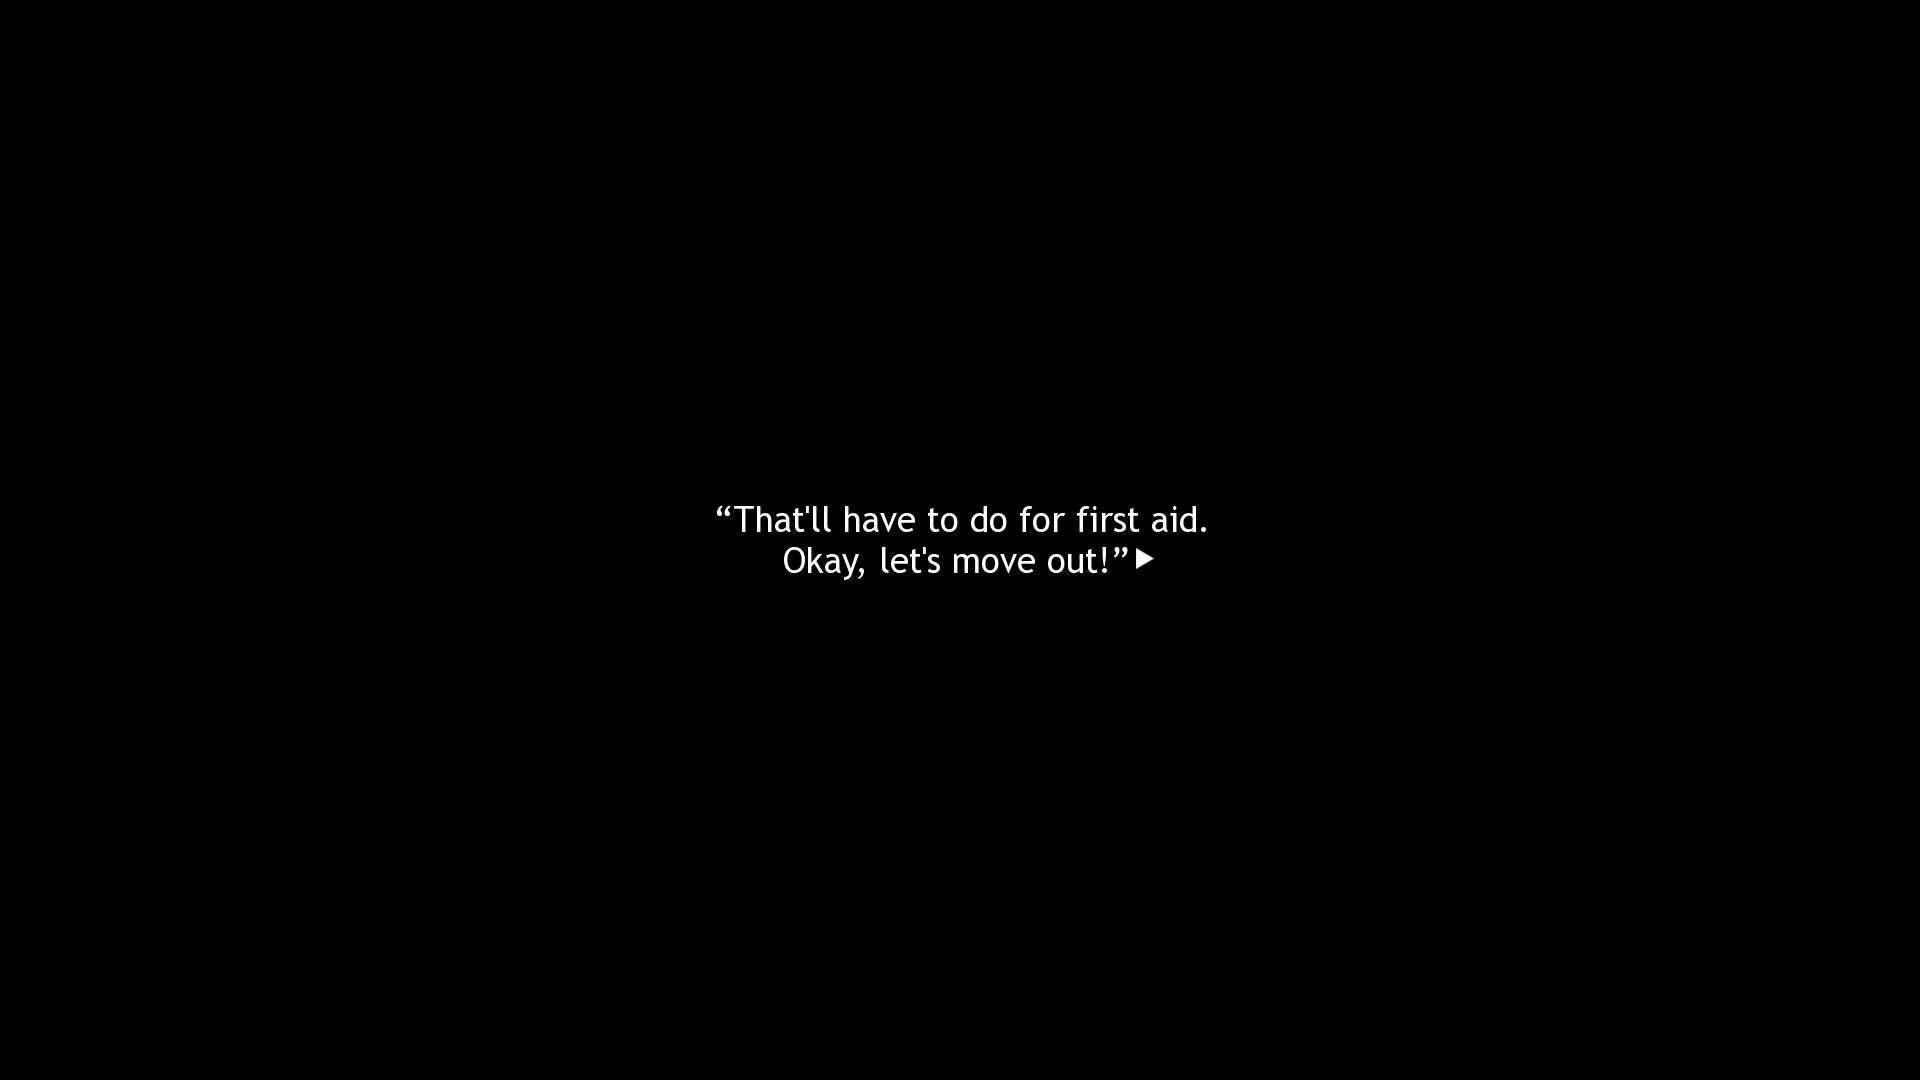 “That'll have to do for first aid.
Okay, let's move out!”